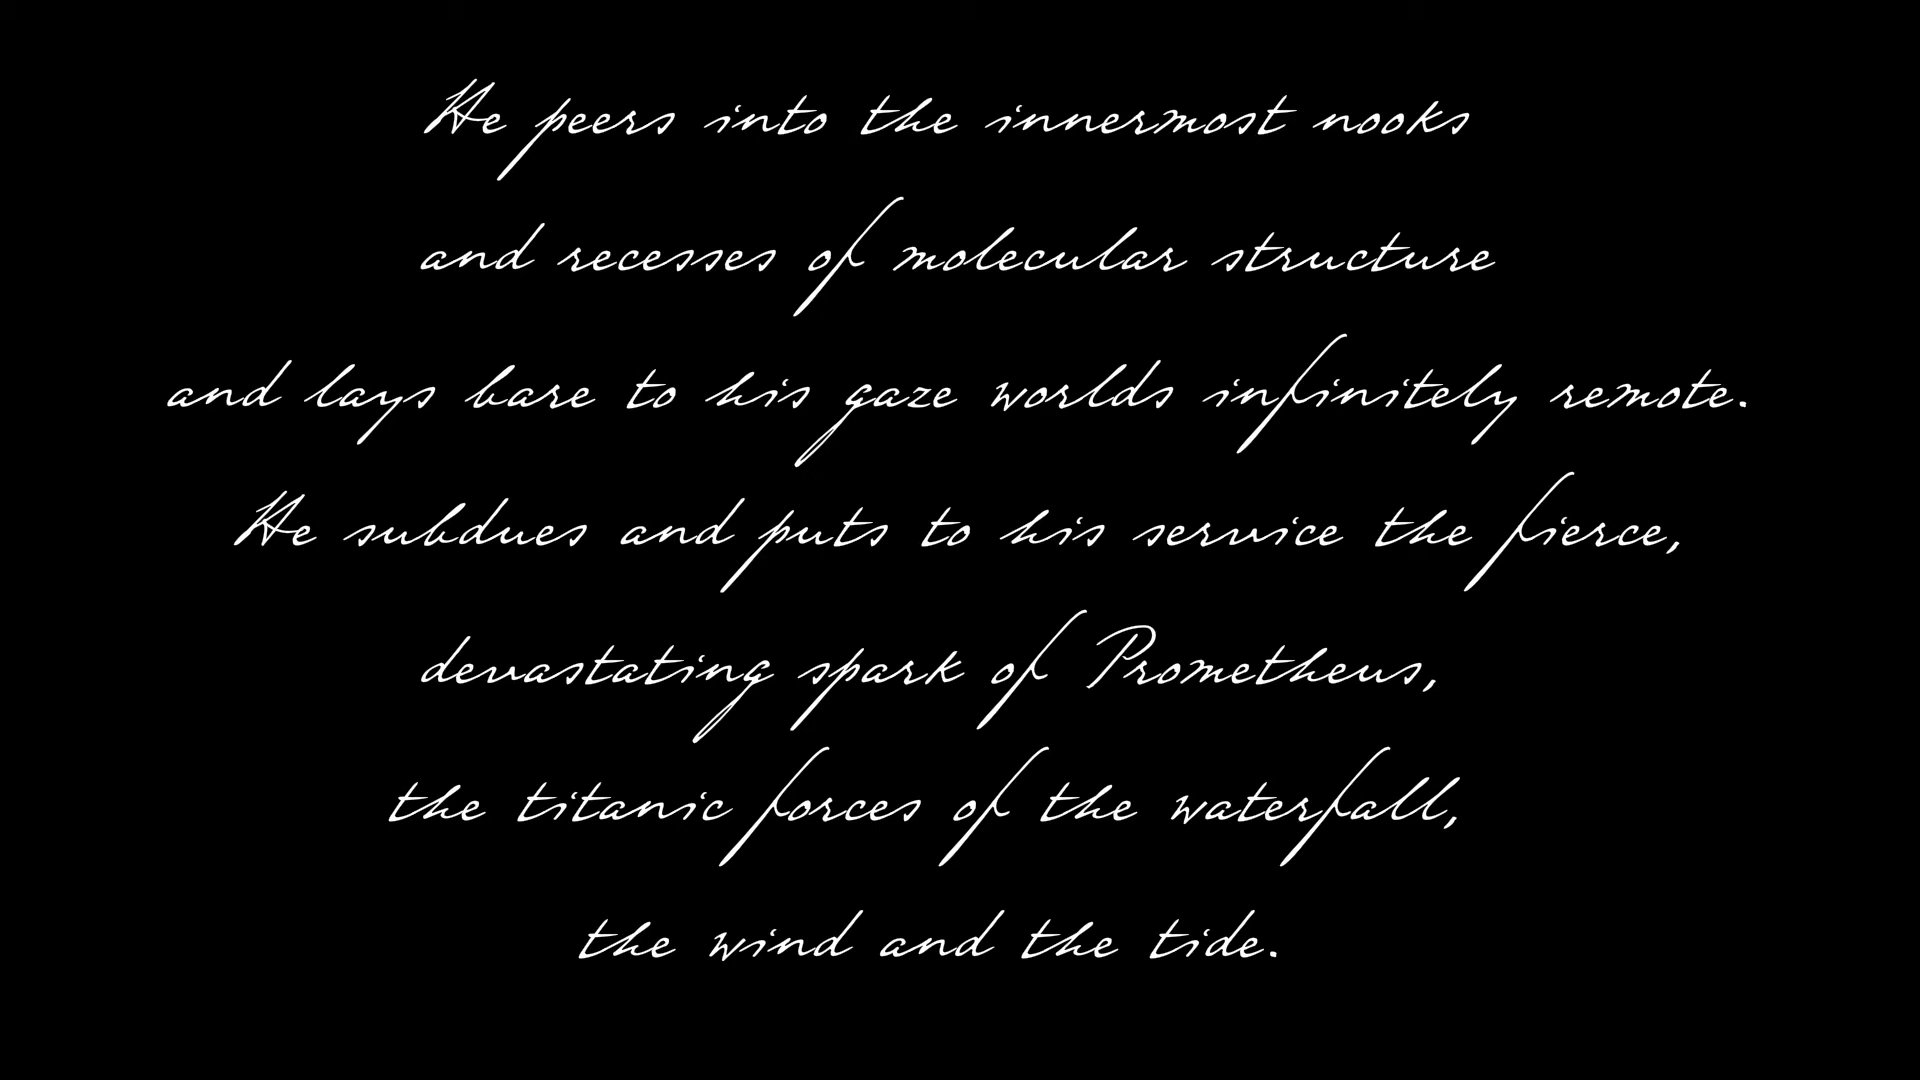 He peers into the innermost nooks
and recesses of molecular structure
and lays bare to his gaze worlds infinitely remote.
He subdues and puts to his service the fierce,
devastating spark of Prometheus,
the titanic forces of the waterfall,
the wind and the tide.